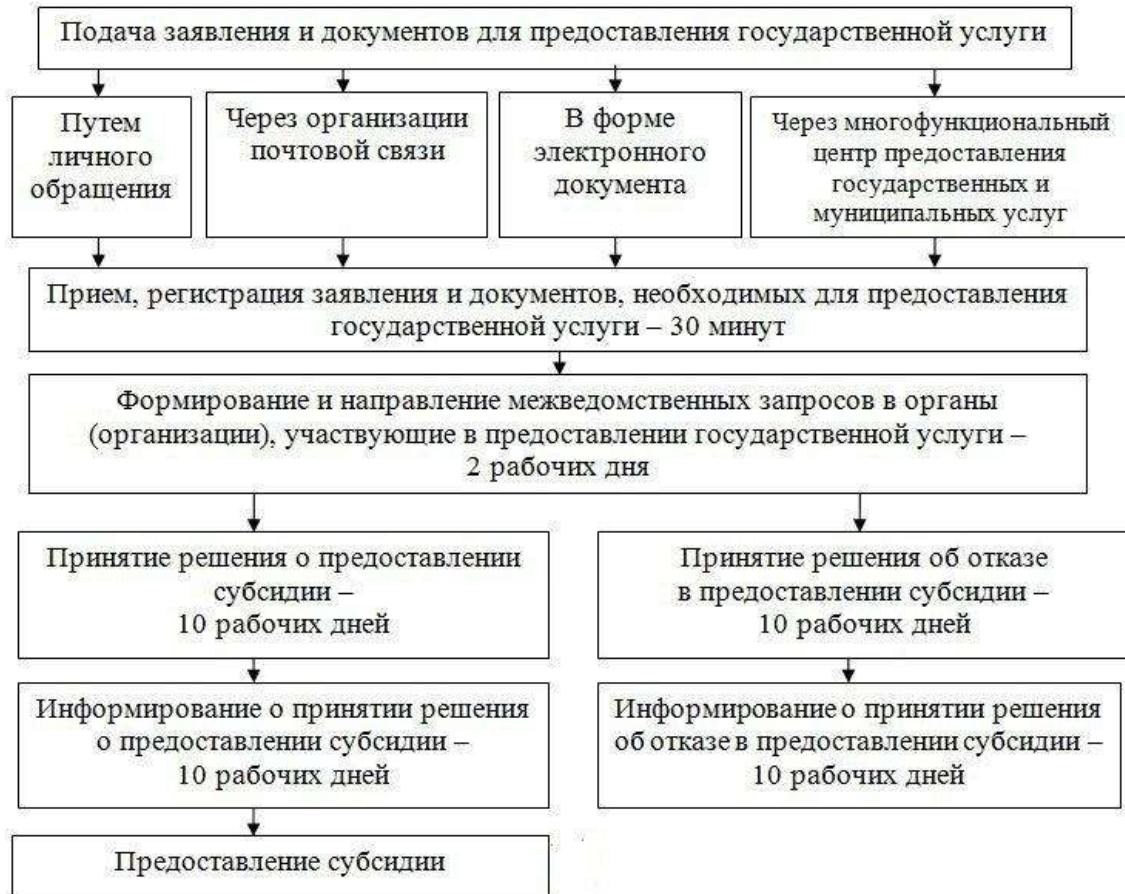 Подача заявления и документов для предоставления государственной услуги
Путем
личного
обращения
Через организации
почтовой связи
В форме
электронного
документа
Через многофункциональный
центр предоставления
государственных и
муниципальных услуг
Прием, регистрация заявления и документов, необходимых для предоставления
государственной услуги – 30 минут
Формирование и направление межведомственных запросов в органы
(организации), участвующие в предоставлении государственной услуги –
2 рабочих дня
Принятие решения о предоставлении
субсидии –
10 рабочих дней
Принятие решения об отказе
в предоставлении субсидии –
10 рабочих дней
Информирование о принятии решения
о предоставлении субсидии –
10 рабочих дней
Информирование о принятии решения
об отказе в предоставлении субсидии –
10 рабочих дней
Предоставление субсидии